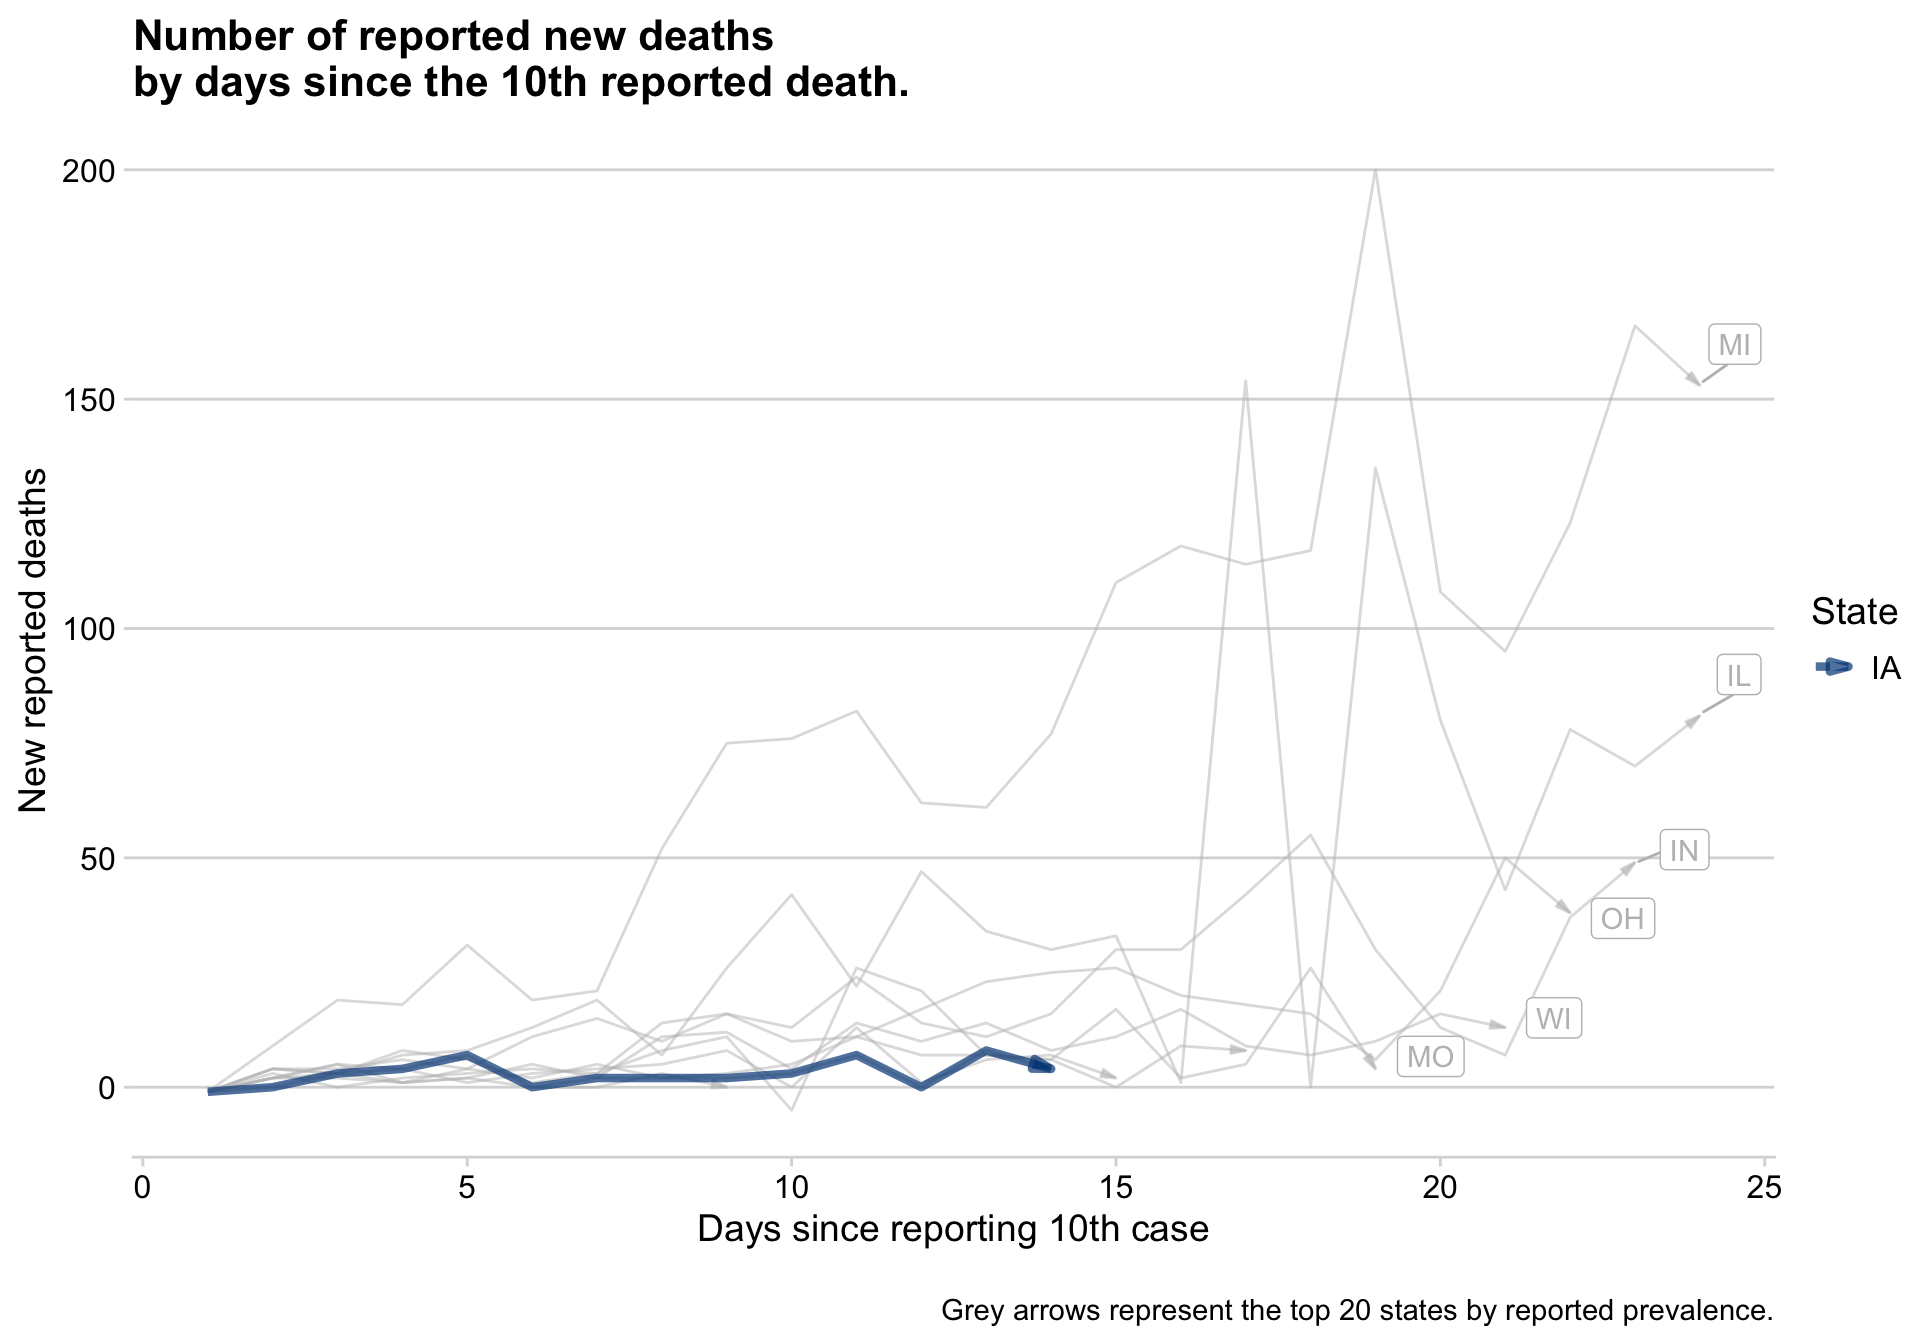 Number of reported new deaths
by days since the 10th reported death.
200
150
100
50
0
New reported deaths
MI
IL
IN
OH
WI
MO
State
IA
0 5 10 15 20 25
Days since reporting 10th case
Grey arrows represent the top 20 states by reported prevalence.